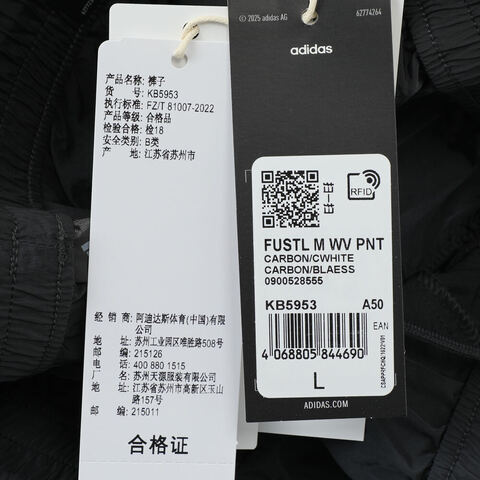 产品名称: 裤子
货 号: KB5953
执行标准: FZ/T 81007-2022
产品等级: 合格品
检验合格: 检18
安全类别: B类
产 地: 江苏省苏州市
经 销 商: 阿迪达斯体育(中国)有限
公司
地 址: 苏州工业园区唯胜路508号
邮 编: 215126
电 话: 400 880 1515
制 造 商: 苏州天源服装有限公司
地 址: 江苏省苏州市高新区玉山
路157号
邮 编: 215011
合格证
© 2025 adidas AG
62774264
adidas
RFID
FUSTL M WV PNT
CARBON/CWHITE
CARBON/BLAESS
0900528555
KB5953 A50
EAN
4 068805 844690
L
ADIDAS.COM